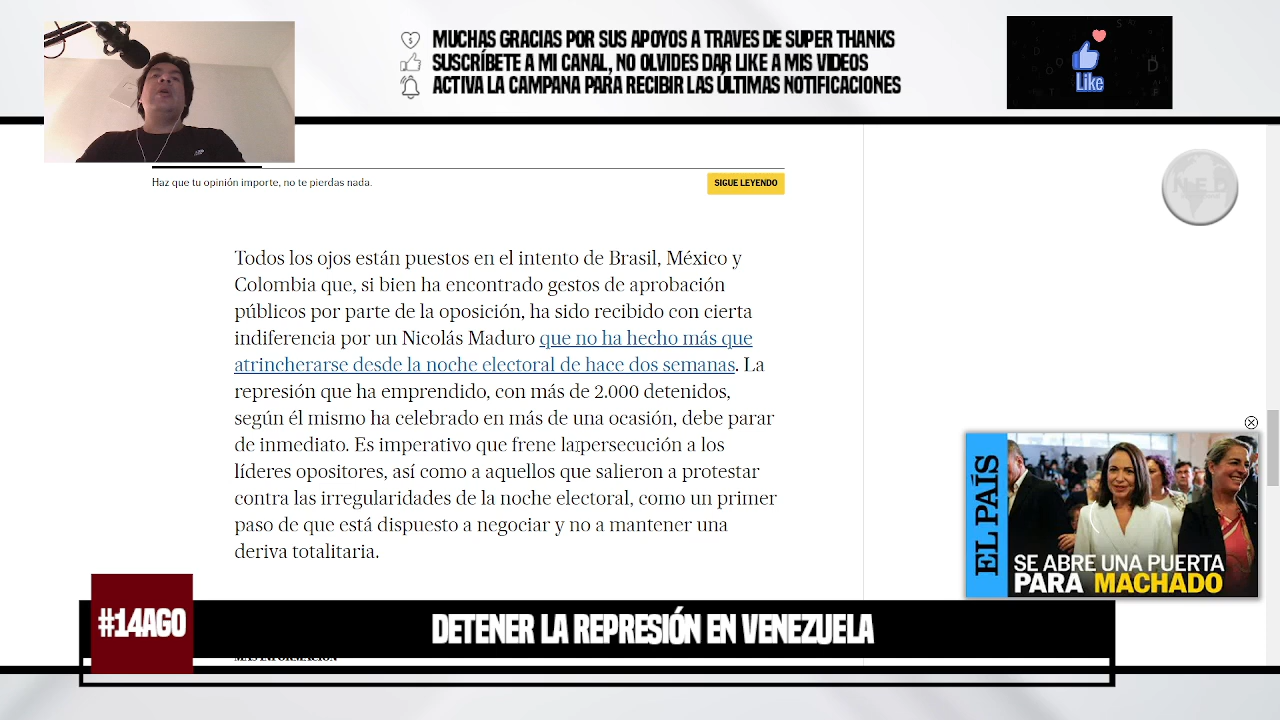 MUCHAS GRACIAS POR SUS APOYOS A TRAVES DE SUPER THANKS
SUSCRÍBETE A MI CANAL, NO OLVIDES DAR LIKE A MIS VIDEOS
ACTIVA LA CAMPANA PARA RECIBIR LAS ÚLTIMAS NOTIFICACIONES
Like
Haz que tu opinión importe, no te pierdas nada.
SIGUE LEYENDO
N.E.D
Todos los ojos están puestos en el intento de Brasil, México y
Colombia que, si bien ha encontrado gestos de aprobación
públicos por parte de la oposición, ha sido recibido con cierta
indiferencia por un Nicolás Maduro que no ha hecho más que
atrincherarse desde la noche electoral de hace dos semanas. La
represión que ha emprendido, con más de 2.000 detenidos,
según él mismo ha celebrado en más de una ocasión, debe parar
de inmediato. Es imperativo que frene la persecución a los
líderes opositores, así como a aquellos que salieron a protestar
contra las irregularidades de la noche electoral, como un primer
paso de que está dispuesto a negociar y no a mantener una
deriva totalitaria.
EL PAÍS
SE ABRE UNA PUERTA
PARA MACHADO
#14AGO
DETENER LA REPRESIÓN EN VENEZUELA
MÁS INFORMACIÓN